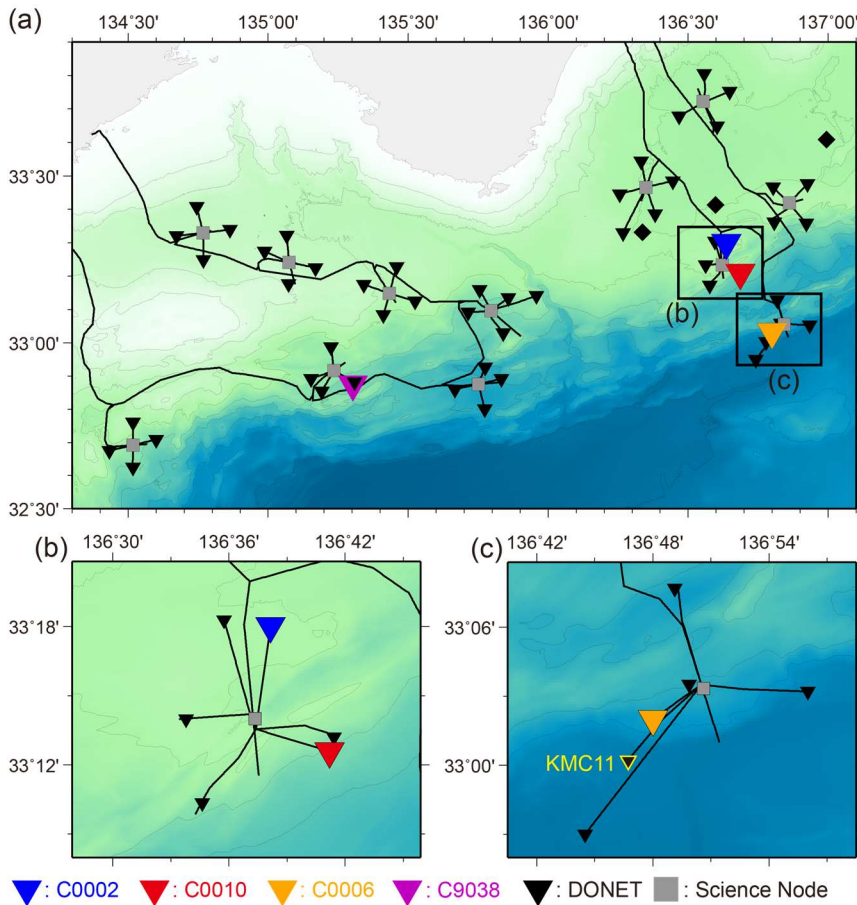 (a)
134˚30' 135˚00' 135˚30' 136˚00' 136˚30' 137˚00'
33˚30'
33˚00'
32˚30'
(b)
(c)
(b)
136˚30' 136˚36' 136˚42'
33˚18'
33˚12'
(c)
136˚42' 136˚48' 136˚54'
33˚06'
33˚00'
KMC11
: C0002 : C0010 : C0006 : C9038 : DONET : Science Node